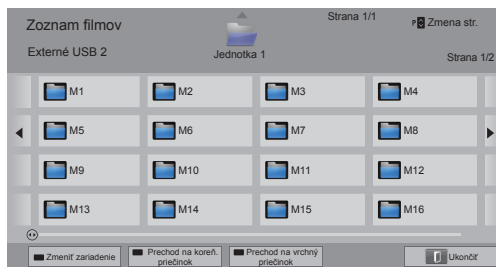 Zoznam filmov
Strana 1/1
P Zmena str.
Externé USB 2
Jednotka 1
Strana 1/2
M1 M2 M3 M4
M5 M6 M7 M8
M9 M10 M11 M12
M13 M14 M15 M16
Zmeniť zariadenie
Prechod na koreň.
priečinok
Prechod na vrchný
priečinok
Ukončiť